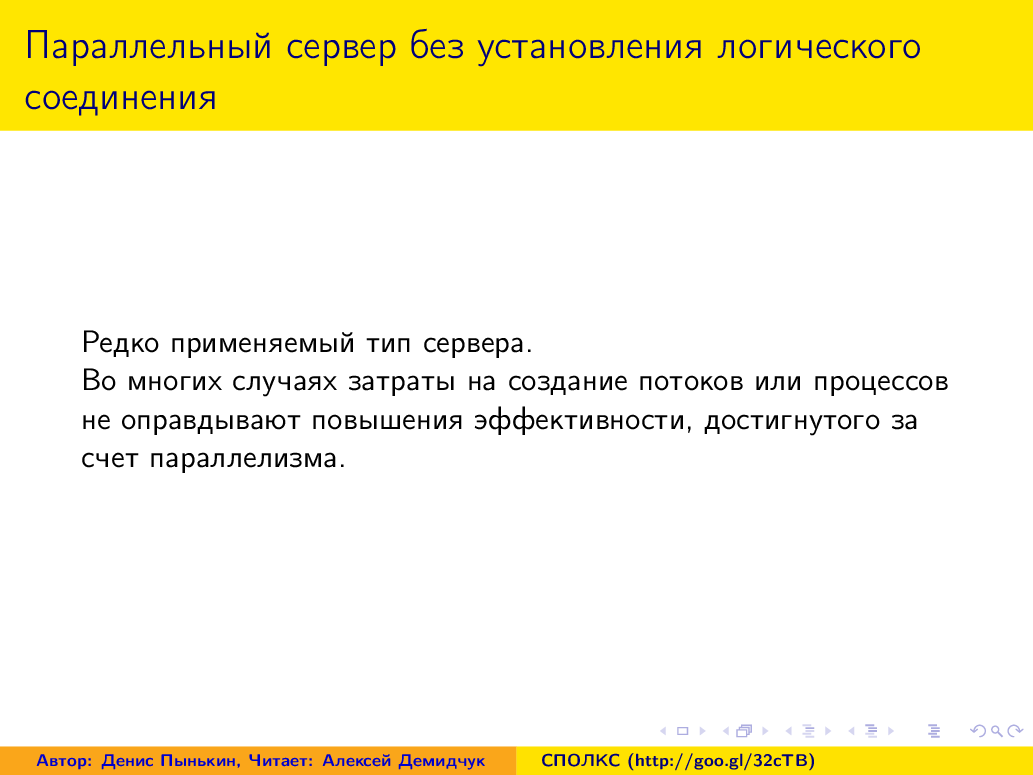 Параллельный сервер без установления логического
соединения
Редко применяемый тип сервера.
Во многих случаях затраты на создание потоков или процессов
не оправдывают повышения эффективности, достигнутого за
счет параллелизма.
Автор: Денис Пынькин, Читает: Алексей Демидчук СПОЛКС (http://goo.gl/32cTB)